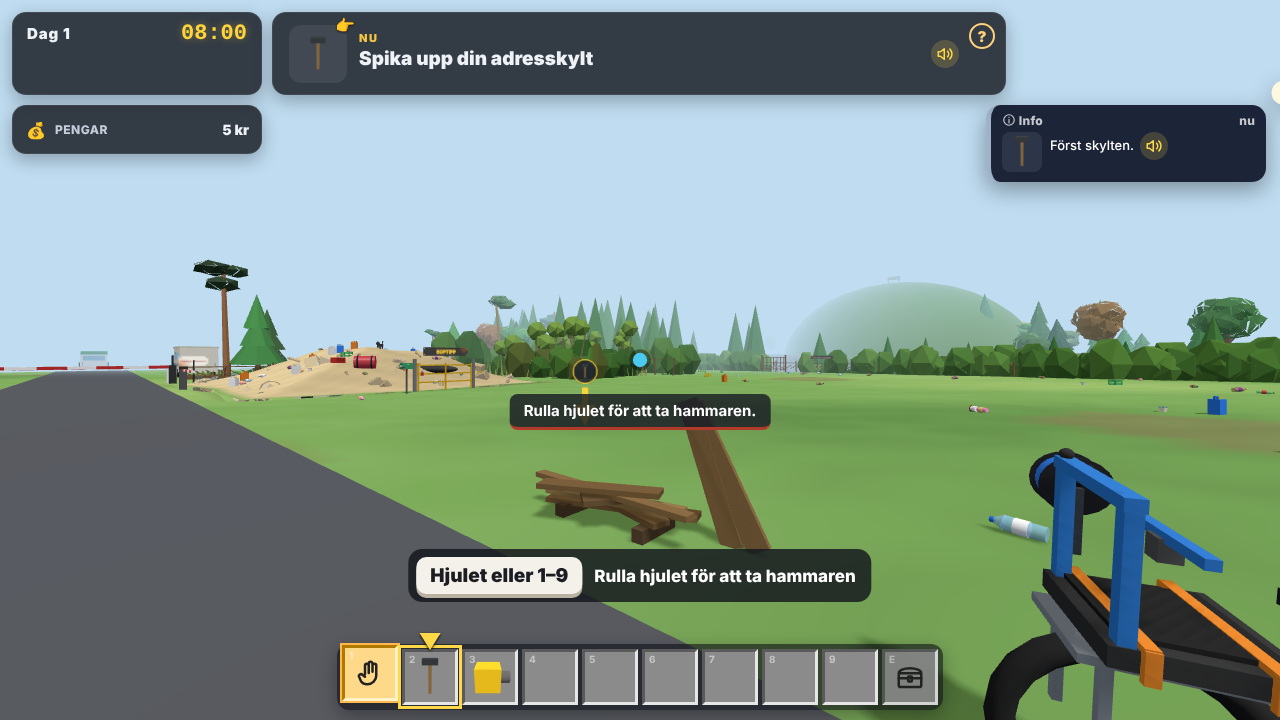 Dag 1
08:00
NU
Spika upp din adresskylt
?
PENGAR
5 kr
Info
nu
Först skylten.
Rulla hjulet för att ta hammaren.
Hjulet eller 1–9
Rulla hjulet för att ta hammaren
1
2
3
4
5
6
7
8
9
E